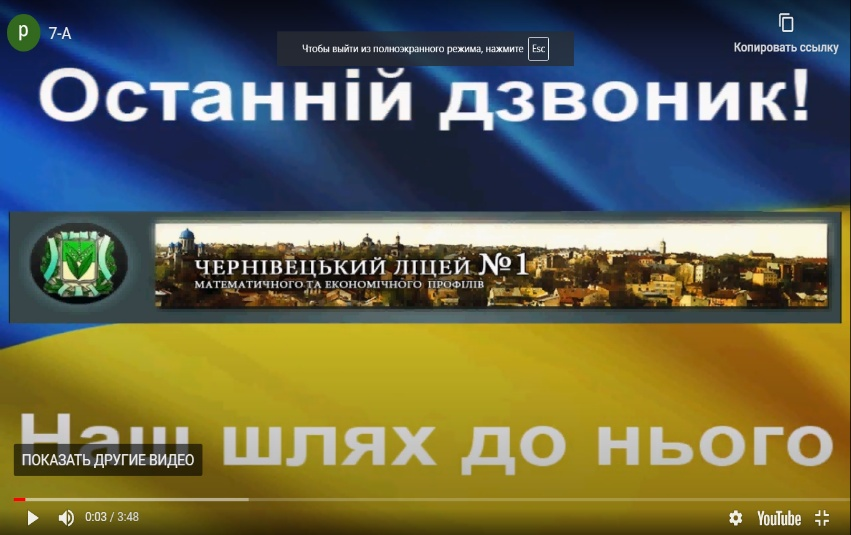 р
7-А
Чтобы выйти из полноэкранного режима, нажмите Esc
Копировать ссылку
Останній дзвоник!
ЧЕРНІВЕЦЬКИЙ ЛІЦЕЙ №1
МАТЕМАТИЧНОГО ТА ЕКОНОМІЧНОГО ПРОФІЛІВ
Наш шлях до нього
ПОКАЗАТЬ ДРУГИЕ ВИДЕО
0:03 / 3:48
YouTube